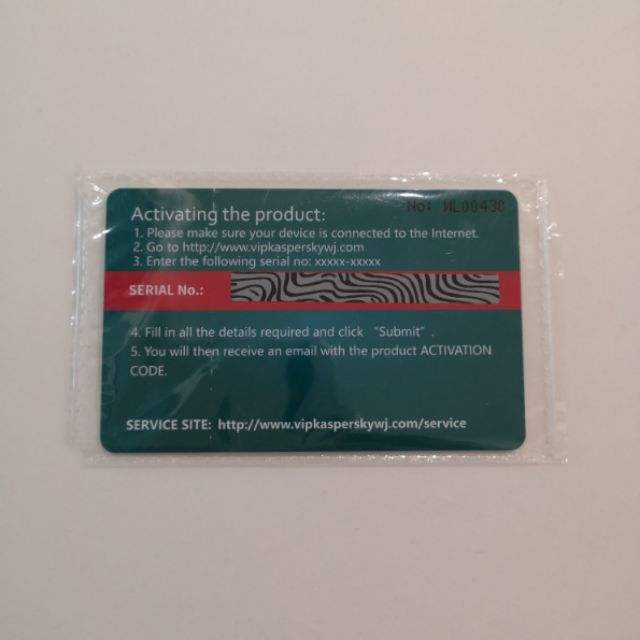 No: WL00430
Activating the product:
1. Please make sure your device is connected to the Internet.
2. Go to http://www.vipkasperskywj.com
3. Enter the following serial no: xxxxx-xxxxx
SERIAL No.:
4. Fill in all the details required and click “Submit”.
5. You will then receive an email with the product ACTIVATION
CODE.
SERVICE SITE: http://www.vipkasperskywj.com/service